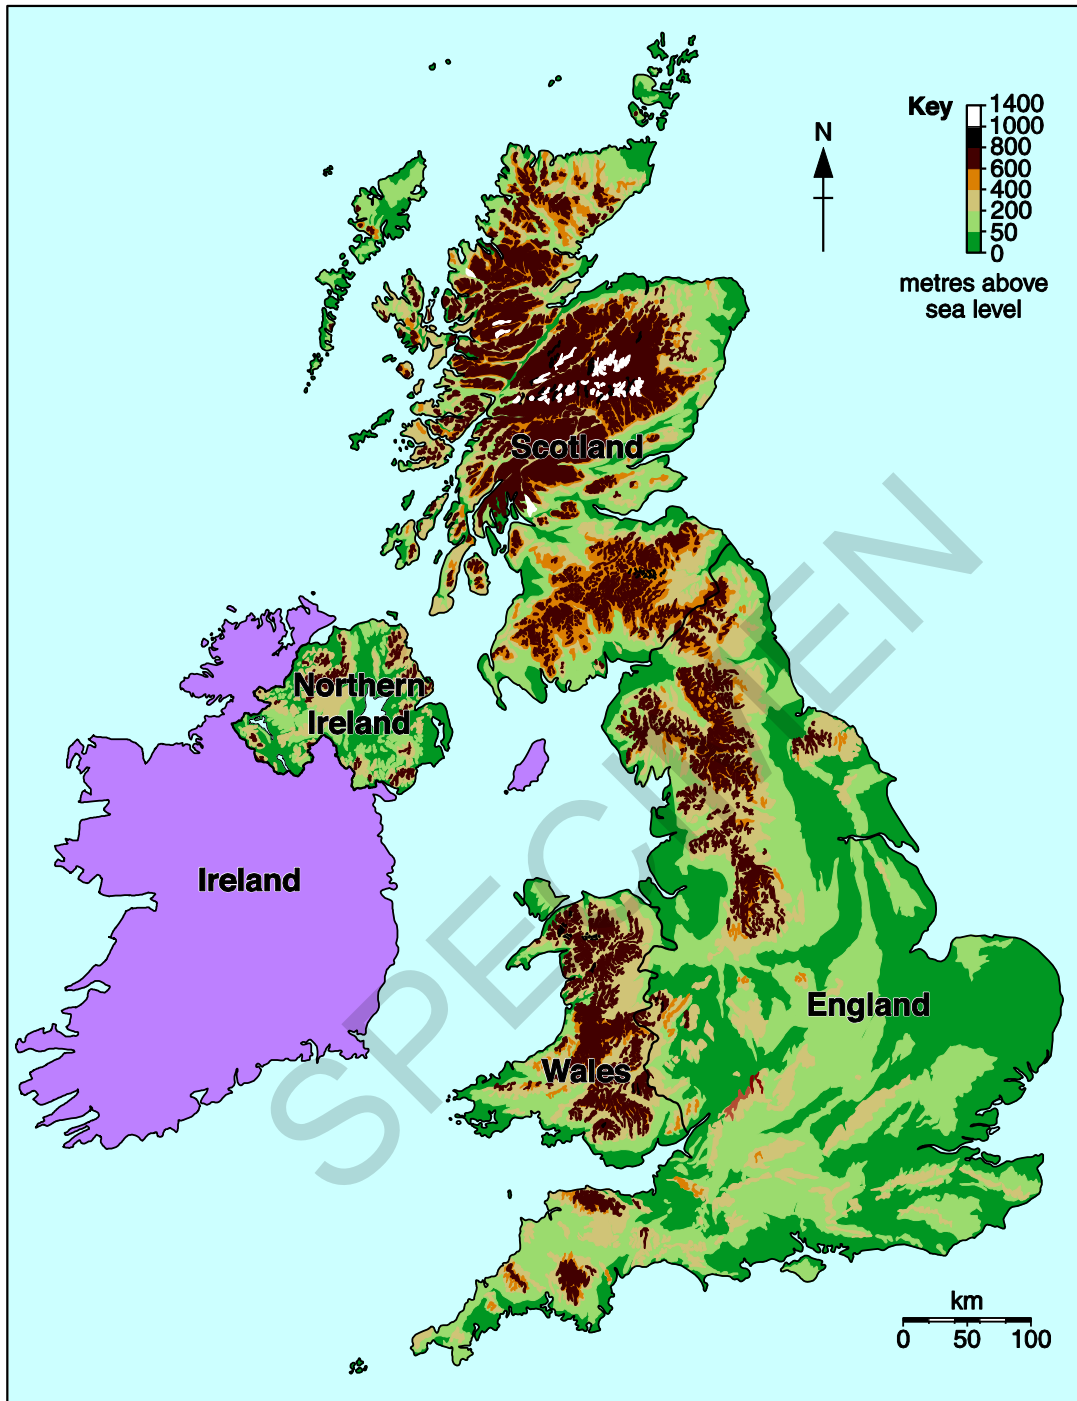 Key
1400
1000
800
600
400
200
50
0
metres above
sea level
N
Scotland
Northern
Ireland
Ireland
England
Wales
km
0 50 100
SPECIMEN